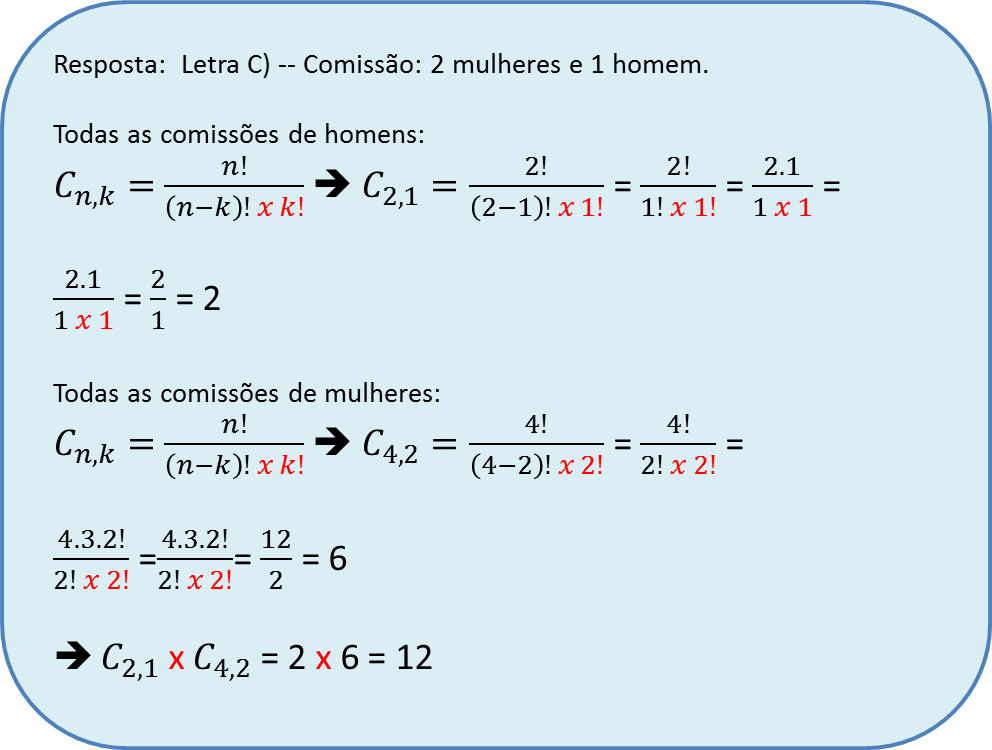 Resposta:  Letra C) -- Comissão: 2 mulheres e 1 homem.
Todas as comissões de homens:
C_{n,k} = \frac{n!}{(n−k)! x k!} 🡺 C_{2,1} = \frac{2!}{(2−1)! x 1!} = \frac{2!}{1! x 1!} = \frac{2.1}{1 x 1} =
\frac{2.1}{1 x 1} = \frac{2}{1} = 2
Todas as comissões de mulheres:
C_{n,k} = \frac{n!}{(n−k)! x k!} 🡺 C_{4,2} = \frac{4!}{(4−2)! x 2!} = \frac{4!}{2! x 2!} =
\frac{4.3.2!}{2! x 2!} = \frac{4.3.2!}{2! x 2!} = \frac{12}{2} = 6
🡺 C_{2,1} x C_{4,2} = 2 x 6 = 12